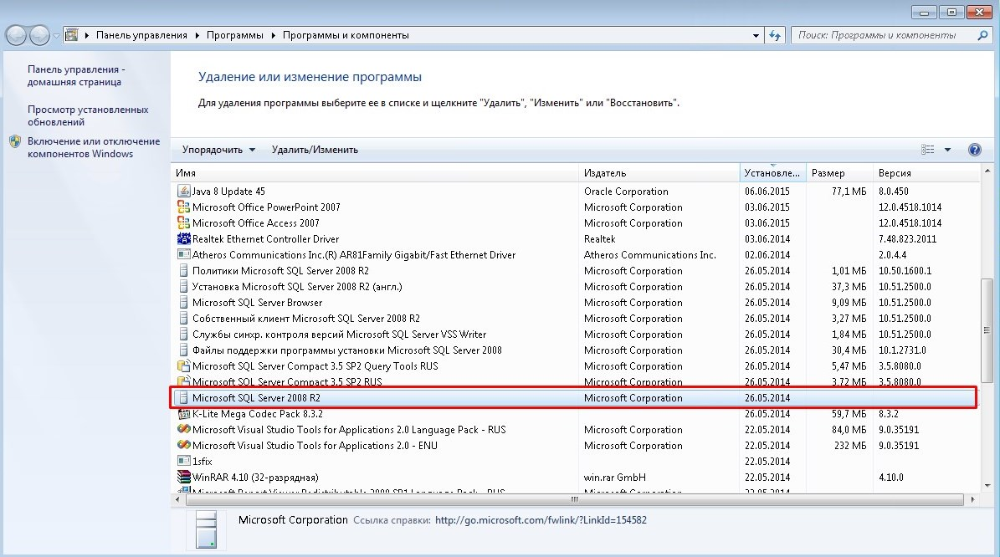 Панель управления ▸ Программы ▸ Программы и компоненты
Поиск: Программы и компоненты
Панель управления -
домашняя страница
Просмотр установленных
обновлений
Включение или отключение
компонентов Windows
Удаление или изменение программы
Для удаления программы выберите ее в списке и щелкните "Удалить", "Изменить" или "Восстановить".
Упорядочить Удалить/Изменить
Имя Издатель Установле... Размер Версия
Java 8 Update 45 Oracle Corporation 06.06.2015 77,1 МБ 8.0.450
Microsoft Office PowerPoint 2007 Microsoft Corporation 03.06.2015 12.0.4518.1014
Microsoft Office Access 2007 Microsoft Corporation 03.06.2015 12.0.4518.1014
Realtek Ethernet Controller Driver Realtek 03.06.2014 7.48.823.2011
Atheros Communications Inc.(R) AR81Family Gigabit/Fast Ethernet Driver Atheros Communications Inc. 02.06.2014 2.0.4.4
Политики Microsoft SQL Server 2008 R2 Microsoft Corporation 26.05.2014 1,01 МБ 10.50.1600.1
Установка Microsoft SQL Server 2008 R2 (англ.) Microsoft Corporation 26.05.2014 37,3 МБ 10.51.2500.0
Microsoft SQL Server Browser Microsoft Corporation 26.05.2014 9,09 МБ 10.51.2500.0
Собственный клиент Microsoft SQL Server 2008 R2 Microsoft Corporation 26.05.2014 3,27 МБ 10.51.2500.0
Службы синхр. контроля версий Microsoft SQL Server VSS Writer Microsoft Corporation 26.05.2014 1,84 МБ 10.51.2500.0
Файлы поддержки программы установки Microsoft SQL Server 2008 Microsoft Corporation 26.05.2014 30,4 МБ 10.1.2731.0
Microsoft SQL Server Compact 3.5 SP2 Query Tools RUS Microsoft Corporation 26.05.2014 5,47 МБ 3.5.8080.0
Microsoft SQL Server Compact 3.5 SP2 RUS Microsoft Corporation 26.05.2014 3,72 МБ 3.5.8080.0
Microsoft SQL Server 2008 R2 Microsoft Corporation 26.05.2014
K-Lite Mega Codec Pack 8.3.2 26.05.2014 59,7 МБ 8.3.2
Microsoft Visual Studio Tools for Applications 2.0 Language Pack - RUS Microsoft Corporation 22.05.2014 84,0 МБ 9.0.35191
Microsoft Visual Studio Tools for Applications 2.0 - ENU Microsoft Corporation 22.05.2014 232 МБ 9.0.35191
1sfix 22.05.2014
WinRAR 4.10 (32-разрядная) win.rar GmbH 22.05.2014 4.10.0
Microsoft Report Viewer Redistributable 2008 SP1 Language Pack - RUS Microsoft Corporation 22.05.2014
Microsoft Corporation Ссылка справки: http://go.microsoft.com/fwlink/?LinkId=154582